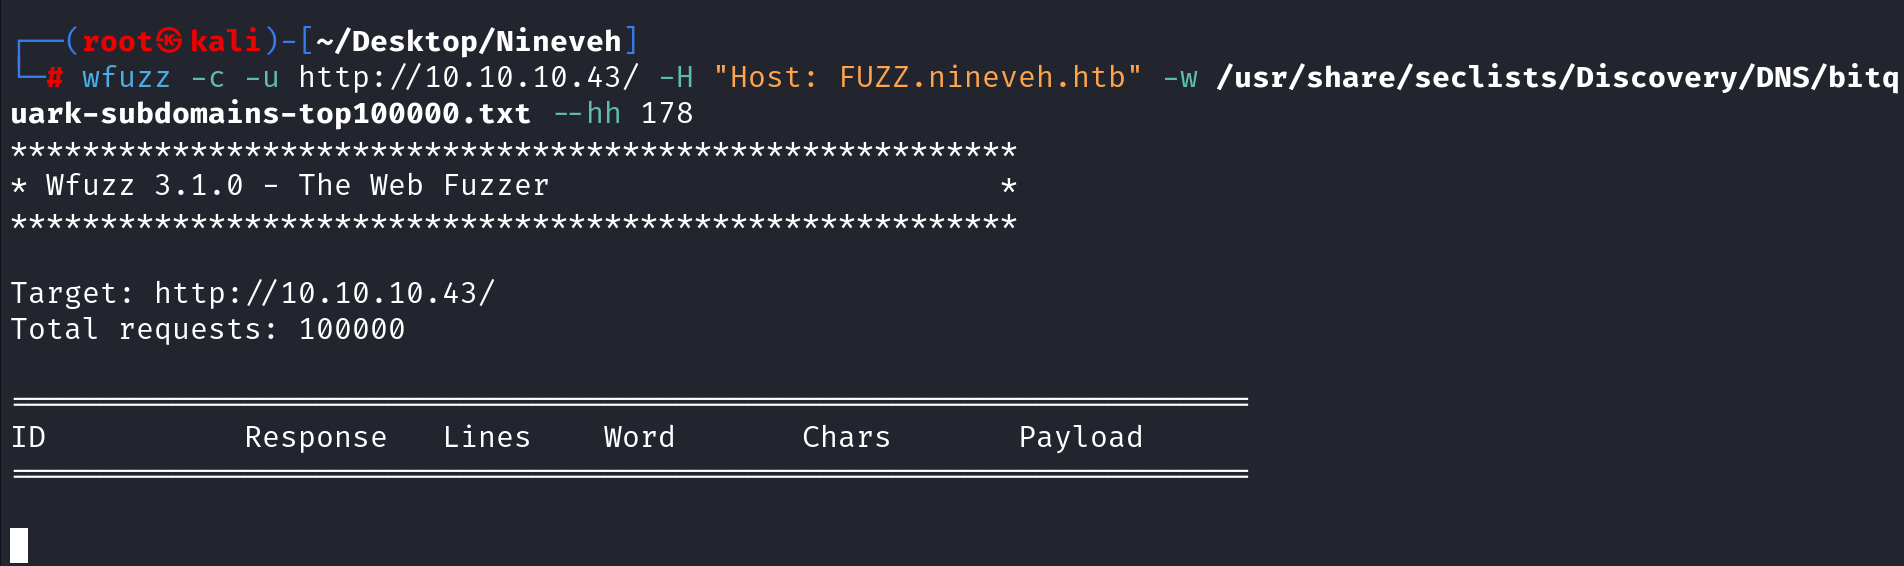 ┌──(root㉿kali)-[~/Desktop/Nineveh]
└─# wfuzz -c -u http://10.10.10.43/ -H "Host: FUZZ.nineveh.htb" -w /usr/share/seclists/Discovery/DNS/bitq
uark-subdomains-top100000.txt --hh 178
********************************************************
* Wfuzz 3.1.0 - The Web Fuzzer                         *
********************************************************
Target: http://10.10.10.43/
Total requests: 100000
=====================================================================
ID           Response   Lines    Word       Chars       Payload
=====================================================================